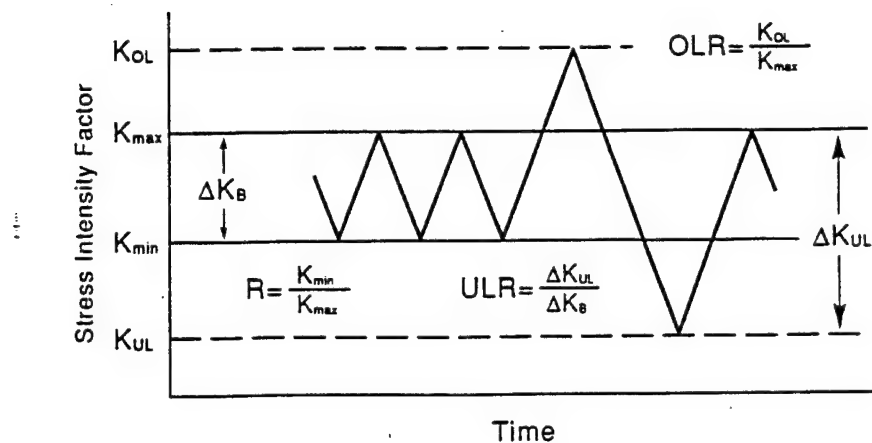 K_OL
OLR= K_OL / K_max
K_max
ΔK_B
K_min
ΔK_UL
R= K_min / K_max
ULR= ΔK_UL / ΔK_B
K_UL
Stress Intensity Factor
Time